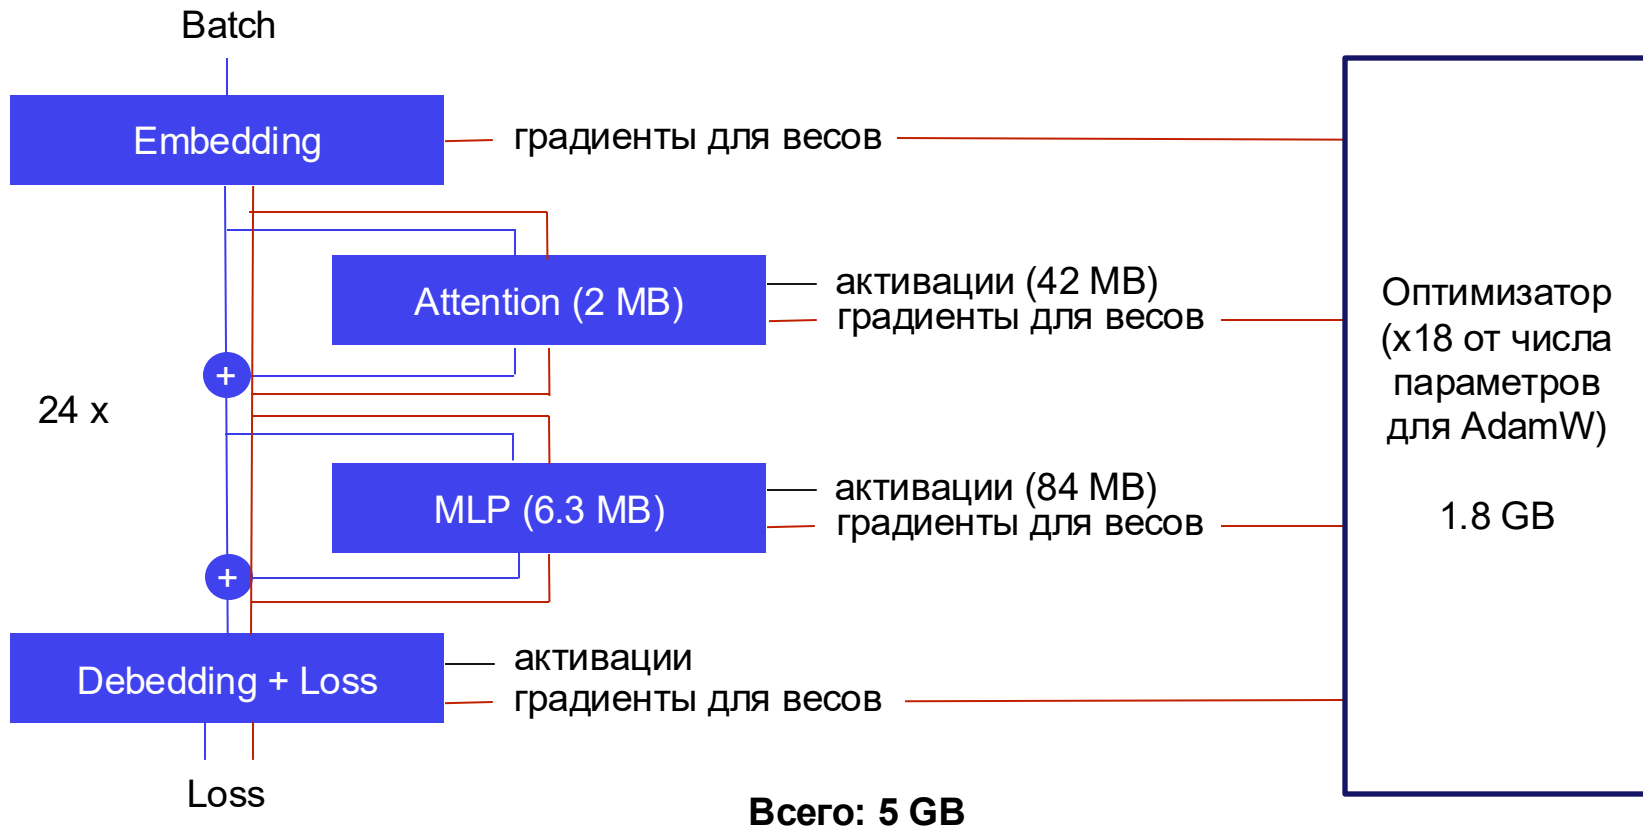 Batch
Embedding
градиенты для весов
Attention (2 MB)
активации (42 MB)
градиенты для весов
+
24 x
MLP (6.3 MB)
активации (84 MB)
градиенты для весов
+
Debedding + Loss
активации
градиенты для весов
Loss
Оптимизатор
(x18 от числа
параметров
для AdamW)
1.8 GB
Всего: 5 GB